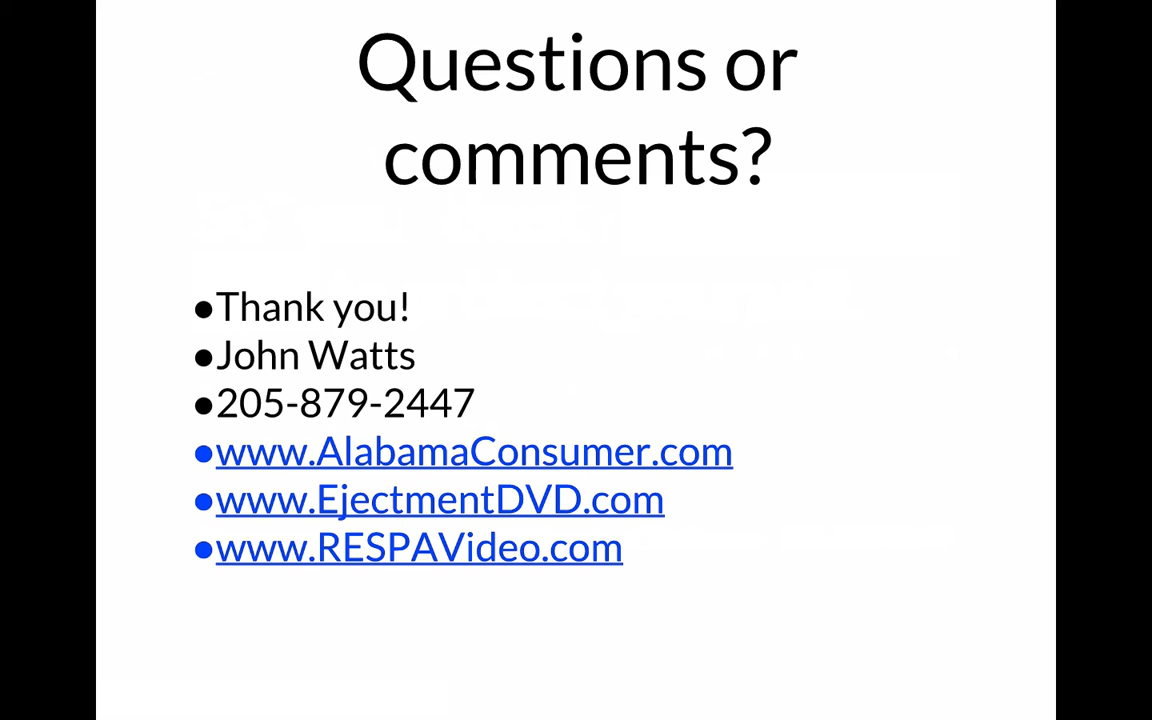 Questions or
comments?
●Thank you!
●John Watts
●205-879-2447
●www.AlabamaConsumer.com
●www.EjectmentDVD.com
●www.RESPAVideo.com